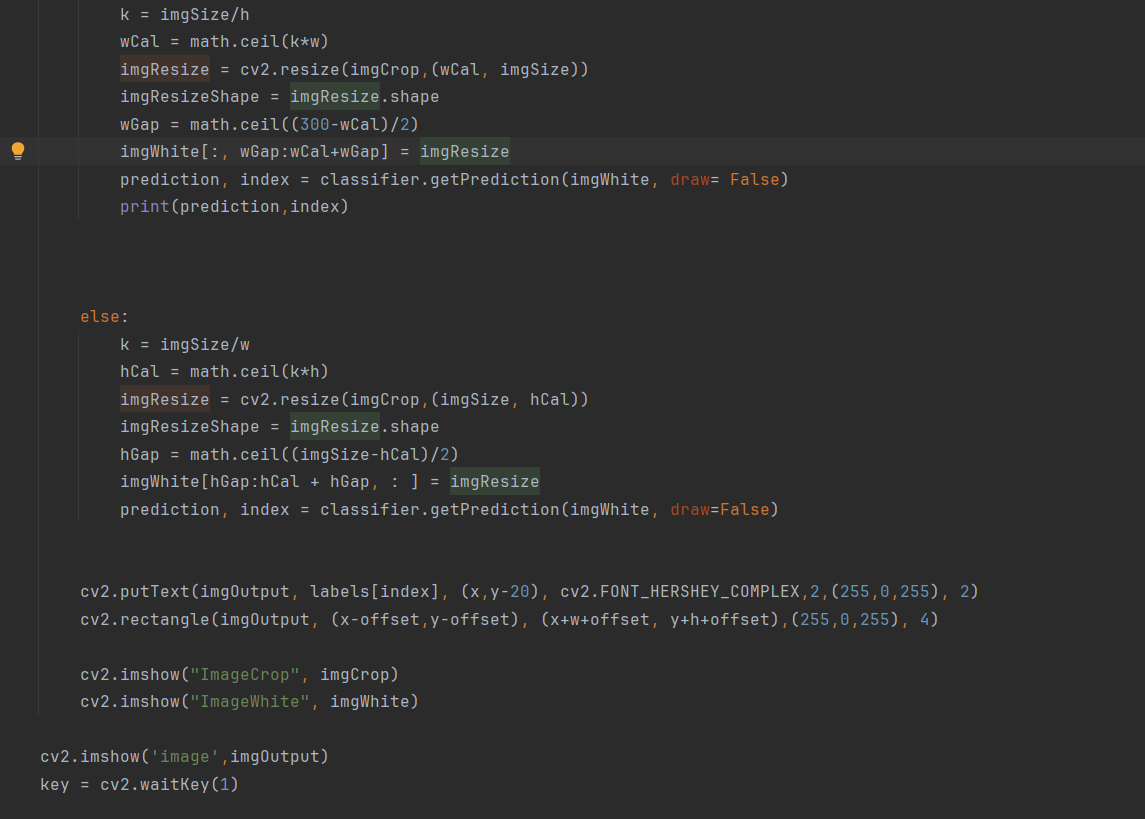 k = imgSize/h
wCal = math.ceil(k*w)
imgResize = cv2.resize(imgCrop,(wCal, imgSize))
imgResizeShape = imgResize.shape
wGap = math.ceil((300-wCal)/2)
imgWhite[:, wGap:wCal+wGap] = imgResize
prediction, index = classifier.getPrediction(imgWhite, draw= False)
print(prediction,index)
else:
k = imgSize/w
hCal = math.ceil(k*h)
imgResize = cv2.resize(imgCrop,(imgSize, hCal))
imgResizeShape = imgResize.shape
hGap = math.ceil((imgSize-hCal)/2)
imgWhite[hGap:hCal + hGap, : ] = imgResize
prediction, index = classifier.getPrediction(imgWhite, draw=False)
cv2.putText(imgOutput, labels[index], (x,y-20), cv2.FONT_HERSHEY_COMPLEX,2,(255,0,255), 2)
cv2.rectangle(imgOutput, (x-offset,y-offset), (x+w+offset, y+h+offset),(255,0,255), 4)
cv2.imshow("ImageCrop", imgCrop)
cv2.imshow("ImageWhite", imgWhite)
cv2.imshow('image',imgOutput)
key = cv2.waitKey(1)